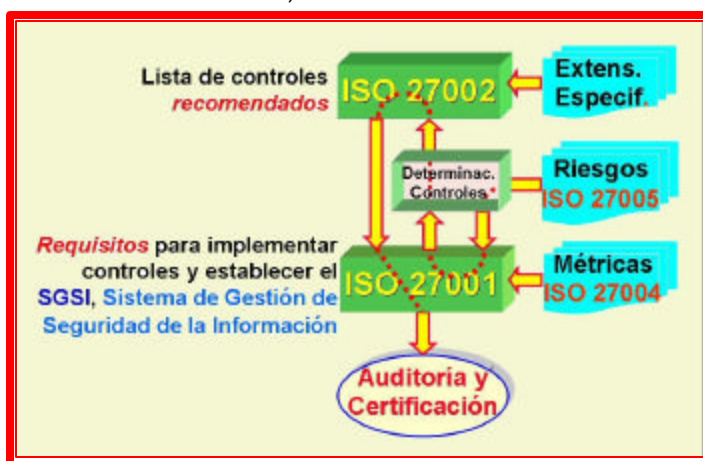 Lista de controles
recomendados
ISO 27002
Extens.
Especif.
Determinac.
Controles.*
Riesgos
ISO 27005
Requisitos para implementar
controles y establecer el
SGSI, Sistema de Gestión de
Seguridad de la Información
ISO 27001
Métricas
ISO 27004
Auditoría y
Certificación